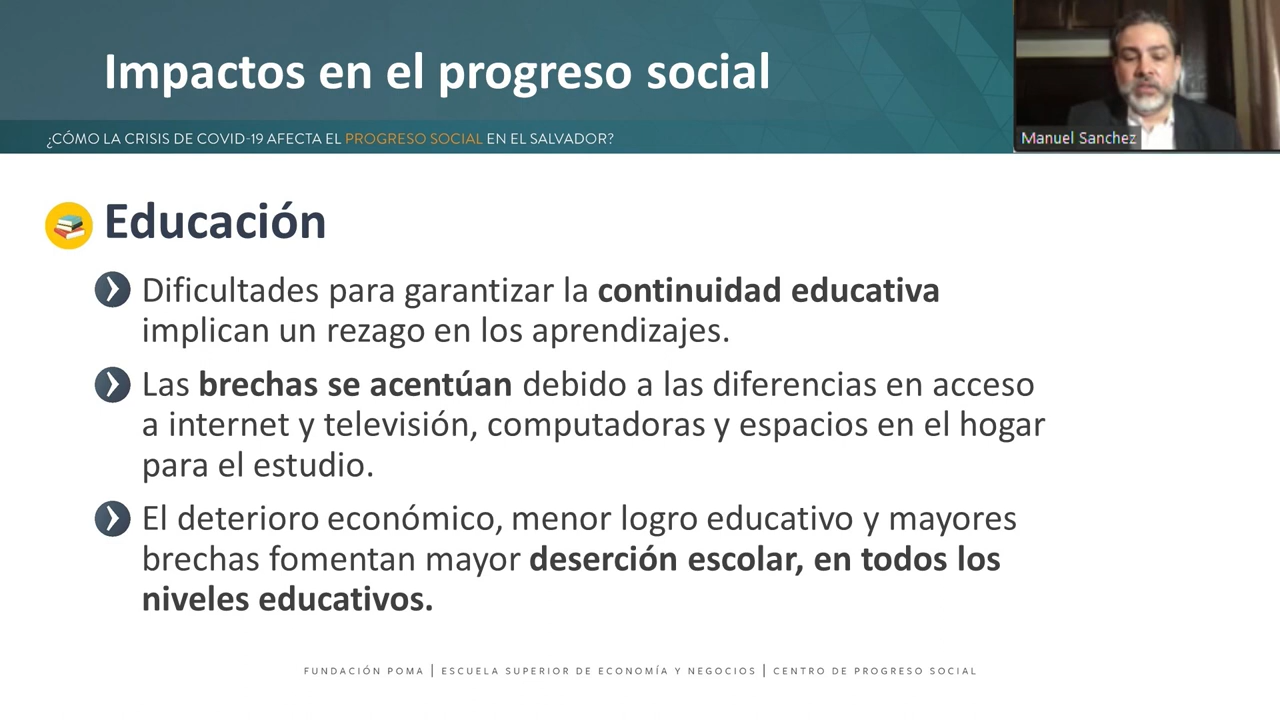 Impactos en el progreso social
¿CÓMO LA CRISIS DE COVID-19 AFECTA EL PROGRESO SOCIAL EN EL SALVADOR?
Manuel Sanchez
Educación
Dificultades para garantizar la continuidad educativa
implican un rezago en los aprendizajes.
Las brechas se acentúan debido a las diferencias en acceso
a internet y televisión, computadoras y espacios en el hogar
para el estudio.
El deterioro económico, menor logro educativo y mayores
brechas fomentan mayor deserción escolar, en todos los
niveles educativos.
FUNDACIÓN POMA | ESCUELA SUPERIOR DE ECONOMÍA Y NEGOCIOS | CENTRO DE PROGRESO SOCIAL